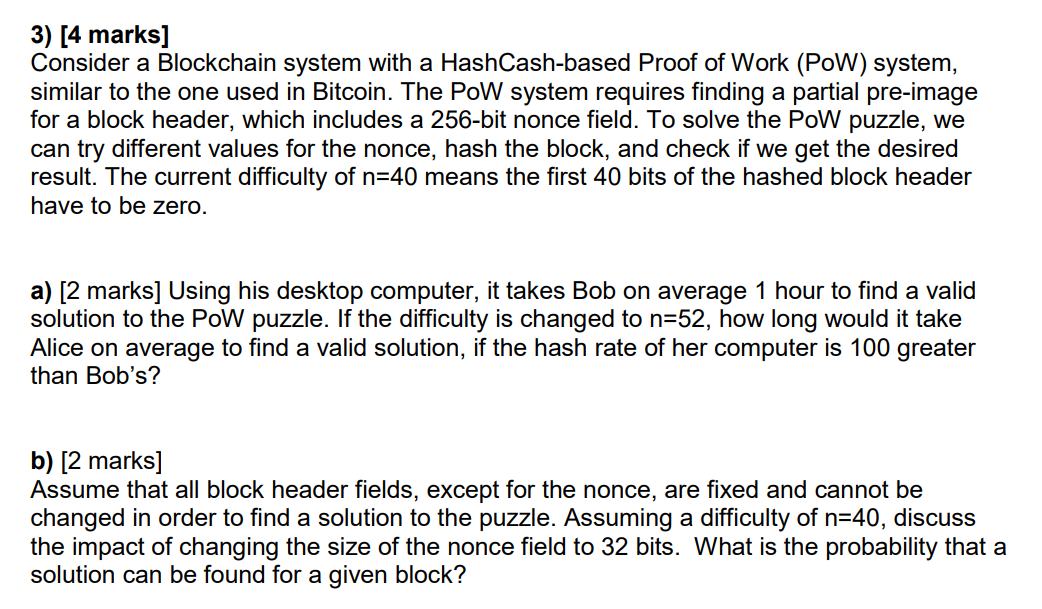 3) [4 marks]
Consider a Blockchain system with a HashCash-based Proof of Work (PoW) system,
similar to the one used in Bitcoin. The PoW system requires finding a partial pre-image
for a block header, which includes a 256-bit nonce field. To solve the PoW puzzle, we
can try different values for the nonce, hash the block, and check if we get the desired
result. The current difficulty of n=40 means the first 40 bits of the hashed block header
have to be zero.
a) [2 marks] Using his desktop computer, it takes Bob on average 1 hour to find a valid
solution to the PoW puzzle. If the difficulty is changed to n=52, how long would it take
Alice on average to find a valid solution, if the hash rate of her computer is 100 greater
than Bob’s?
b) [2 marks]
Assume that all block header fields, except for the nonce, are fixed and cannot be
changed in order to find a solution to the puzzle. Assuming a difficulty of n=40, discuss
the impact of changing the size of the nonce field to 32 bits.  What is the probability that a
solution can be found for a given block?